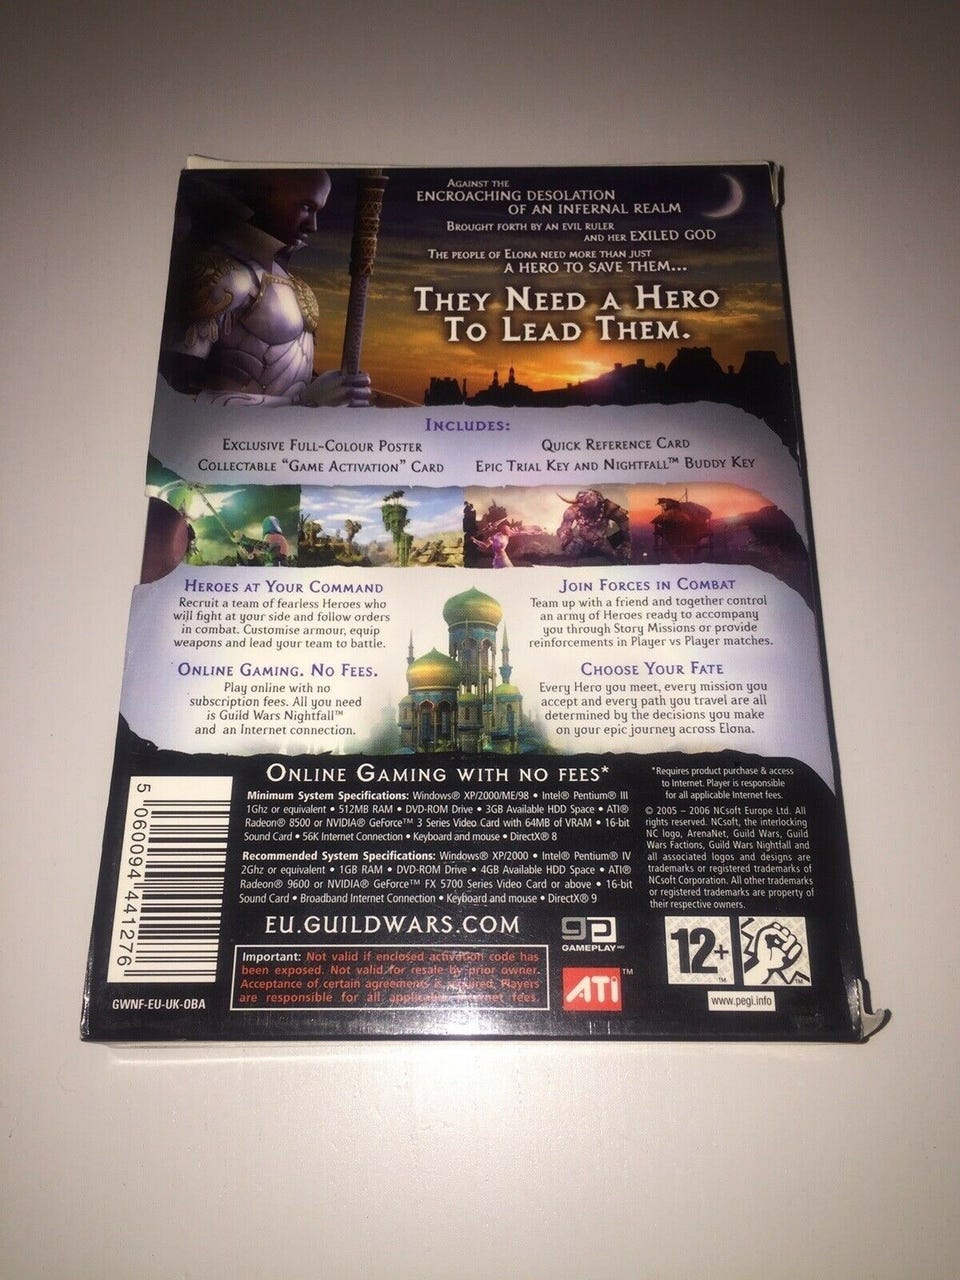 AGAINST THE
ENCROACHING DESOLATION
OF AN INFERNAL REALM
BROUGHT FORTH BY AN EVIL RULER
AND HER EXILED GOD
THE PEOPLE OF ELONA NEED MORE THAN JUST
A HERO TO SAVE THEM...
THEY NEED A HERO
TO LEAD THEM.
INCLUDES:
EXCLUSIVE FULL-COLOUR POSTER
COLLECTABLE "GAME ACTIVATION" CARD
QUICK REFERENCE CARD
EPIC TRIAL KEY AND NIGHTFALL™ BUDDY KEY
HEROES AT YOUR COMMAND
Recruit a team of fearless Heroes who
will fight at your side and follow orders
in combat. Customise armour, equip
weapons and lead your team to battle.
JOIN FORCES IN COMBAT
Team up with a friend and together control
an army of Heroes ready to accompany
you through Story Missions or provide
reinforcements in Player vs Player matches.
ONLINE GAMING. NO FEES.
Play online with no
subscription fees. All you need
is Guild Wars Nightfall™
and an Internet connection.
CHOOSE YOUR FATE
Every Hero you meet, every mission you
accept and every path you travel are all
determined by the decisions you make
on your epic journey across Elona.
ONLINE GAMING WITH NO FEES*
Minimum System Specifications: Windows® XP/2000/ME/98 • Intel® Pentium® III
1Ghz or equivalent • 512MB RAM • DVD-ROM Drive • 3GB Available HDD Space • ATI®
Radeon® 8500 or NVIDIA® GeForce™ 3 Series Video Card with 64MB of VRAM • 16-bit
Sound Card • 56K Internet Connection • Keyboard and mouse • DirectX® 8
Recommended System Specifications: Windows® XP/2000 • Intel® Pentium® IV
2Ghz or equivalent • 1GB RAM • DVD-ROM Drive • 4GB Available HDD Space • ATI®
Radeon® 9600 or NVIDIA® GeForce™ FX 5700 Series Video Card or above • 16-bit
Sound Card • Broadband Internet Connection • Keyboard and mouse • DirectX® 9
*Requires product purchase & access
to Internet. Player is responsible
for all applicable Internet fees.
© 2005 – 2006 NCsoft Europe Ltd. All
rights reserved. NCsoft, the interlocking
NC logo, ArenaNet, Guild Wars, Guild
Wars Factions, Guild Wars Nightfall and
all associated logos and designs are
trademarks or registered trademarks of
NCsoft Corporation. All other trademarks
or registered trademarks are property of
their respective owners.
EU.GUILDWARS.COM
Important: Not valid if enclosed activation code has
been exposed. Not valid for resale by prior owner.
Acceptance of certain agreements is required. Players
are responsible for all applicable internet fees.
GAMEPLAY HD
ATI™
12+™
™
www.pegi.info
5 060094 441276
GWNF-EU-UK-OBA